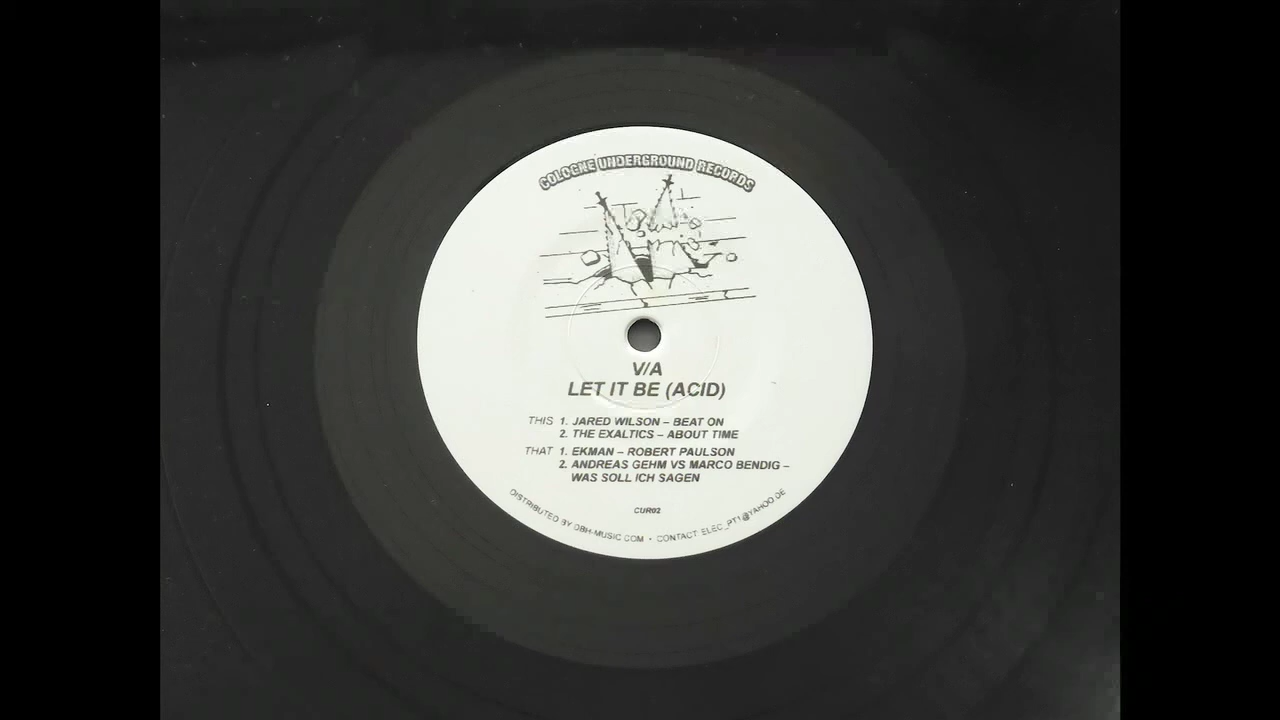 COLOGNE UNDERGROUND RECORDS
V/A
LET IT BE (ACID)
THIS 1. JARED WILSON – BEAT ON
2. THE EXALTICS – ABOUT TIME
THAT 1. EKMAN – ROBERT PAULSON
2. ANDREAS GEHM VS MARCO BENDIG –
WAS SOLL ICH SAGEN
CUR02
DISTRIBUTED BY DBH-MUSIC.COM • CONTACT: ELEC_PT1@YAHOO.DE